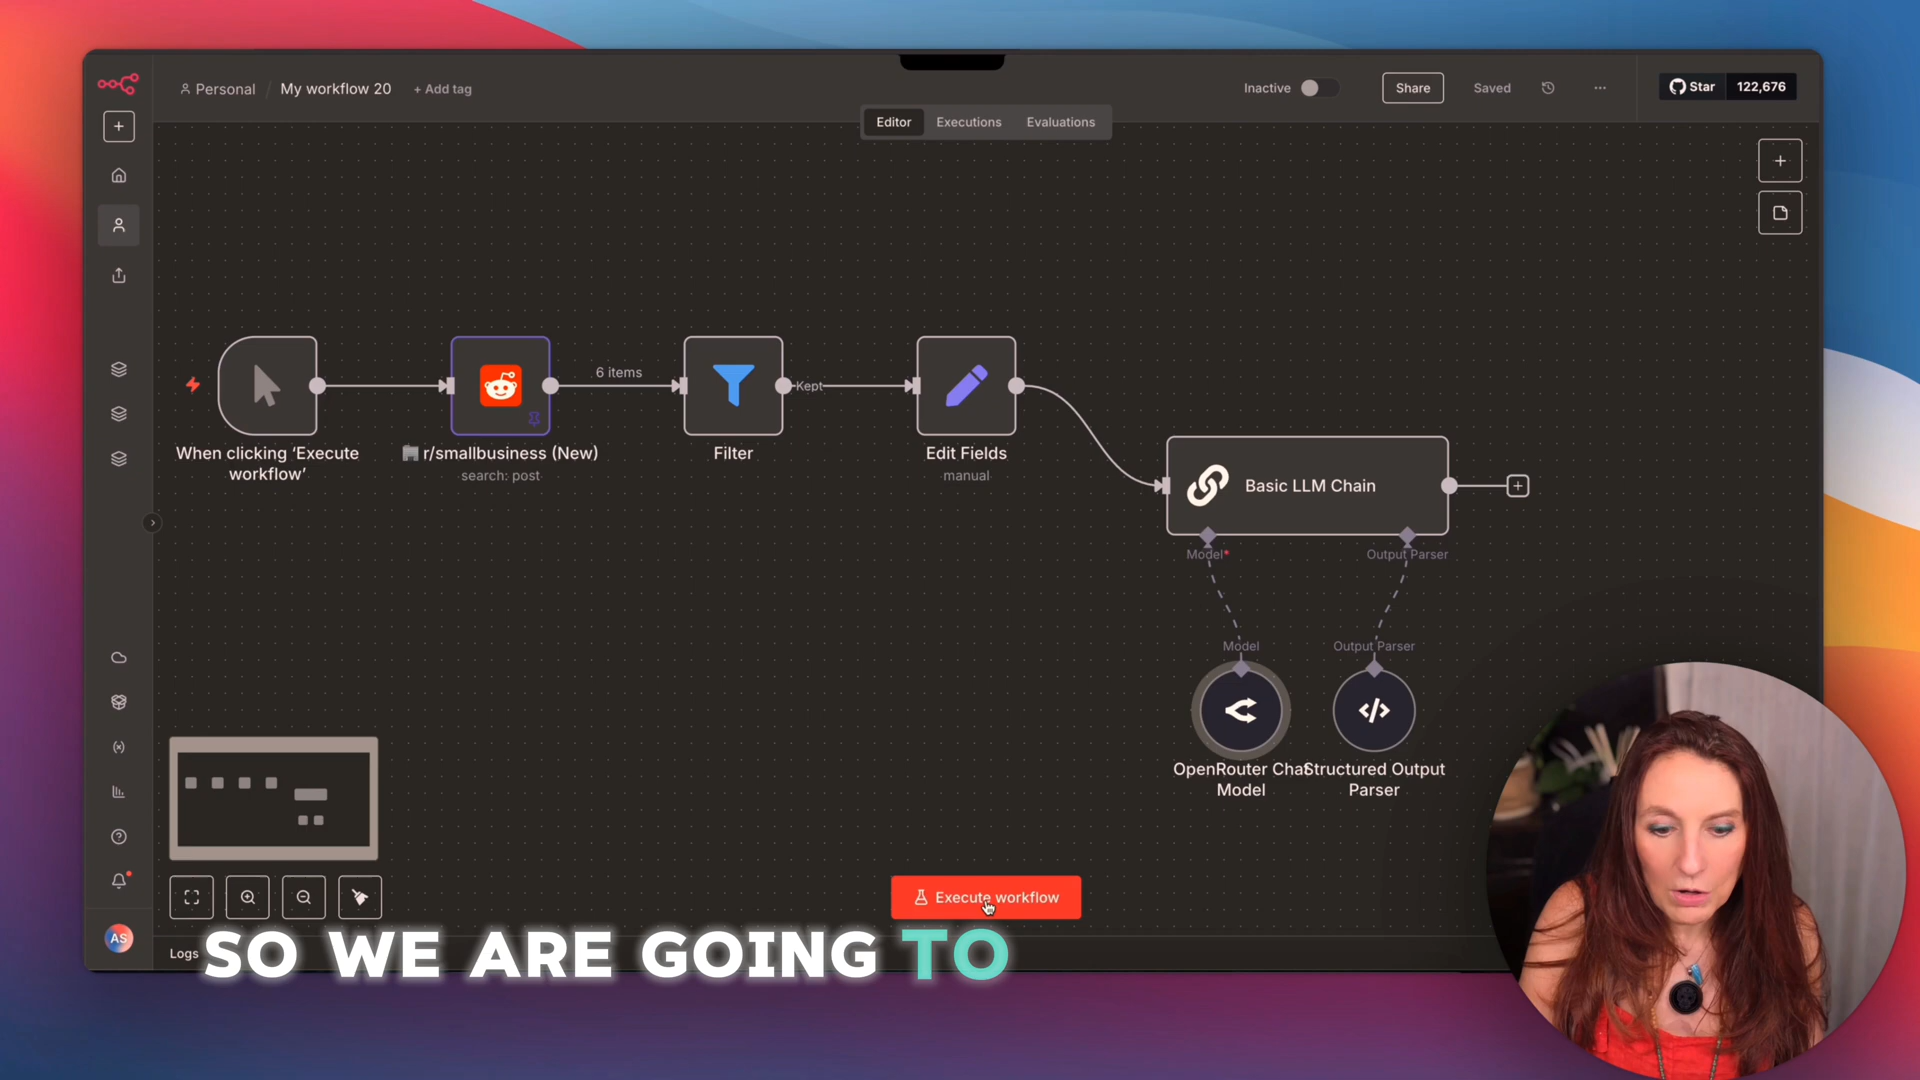 Personal / My workflow 20 + Add tag
Inactive
Share
Saved
...
Star 122,676
Editor Executions Evaluations
6 items
Kept
When clicking ‘Execute workflow’
r/smallbusiness (New)
search: post
Filter
Edit Fields
manual
Basic LLM Chain
Model*
Output Parser
Model
Output Parser
OpenRouter Chat
Model
Structured Output
Parser
Execute workflow
AS
Logs
SO WE ARE GOING TO